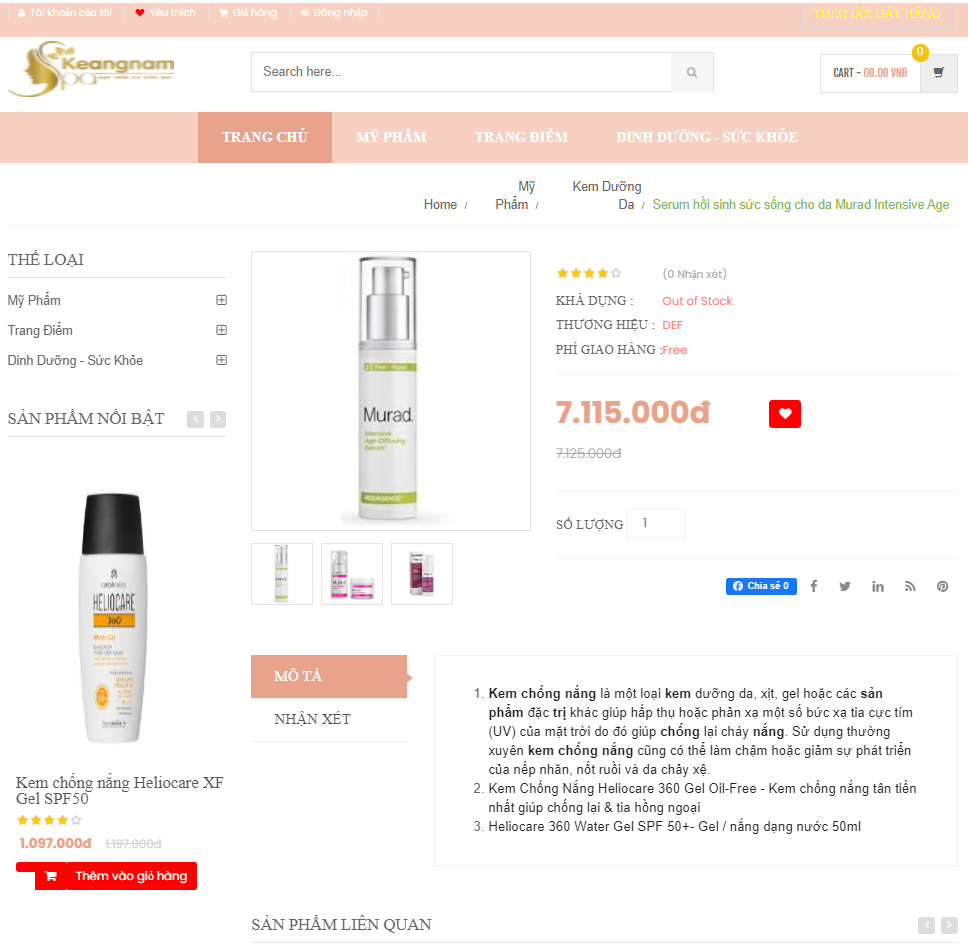 Tài khoản của tôi
Yêu thích
Giỏ hàng
Đăng nhập
THEO DÕI ĐẶT HÀNG
Keangnam
Spa
Search here...
CART - 00.00 VNĐ
0
TRANG CHỦ
MỸ PHẨM
TRANG ĐIỂM
DINH DƯỠNG - SỨC KHỎE
Home / Mỹ Phẩm / Kem Dưỡng Da / Serum hồi sinh sức sống cho da Murad Intensive Age
THỂ LOẠI
Mỹ Phẩm
Trang Điểm
Dinh Dưỡng - Sức Khỏe
SẢN PHẨM NỔI BẬT
HELIOCARE
360°
Water Gel
50+
Kem chống nắng Heliocare XF
Gel SPF50
1.097.000đ 1.197.000đ
Thêm vào giỏ hàng
Murad.
Intensive
Age-Diffusing
Serum
RESURGENCE
(0 Nhận xét)
KHẢ DỤNG : Out of Stock
THƯƠNG HIỆU : DEF
PHÍ GIAO HÀNG :Free
7.115.000đ
7.125.000đ
SỐ LƯỢNG 1
Chia sẻ 0
MÔ TẢ
NHẬN XÉT
1. Kem chống nắng là một loại kem dưỡng da, xịt, gel hoặc các sản
phẩm đặc trị khác giúp hấp thụ hoặc phản xạ một số bức xạ tia cực tím
(UV) của mặt trời do đó giúp chống lại cháy nắng. Sử dụng thường
xuyên kem chống nắng cũng có thể làm chậm hoặc giảm sự phát triển
của nếp nhăn, nốt ruồi và da chảy xệ.
2. Kem Chống Nắng Heliocare 360 Gel Oil-Free - Kem chống nắng tân tiến
nhất giúp chống lại & tia hồng ngoại
3. Heliocare 360 Water Gel SPF 50+- Gel / nắng dạng nước 50ml
SẢN PHẨM LIÊN QUAN